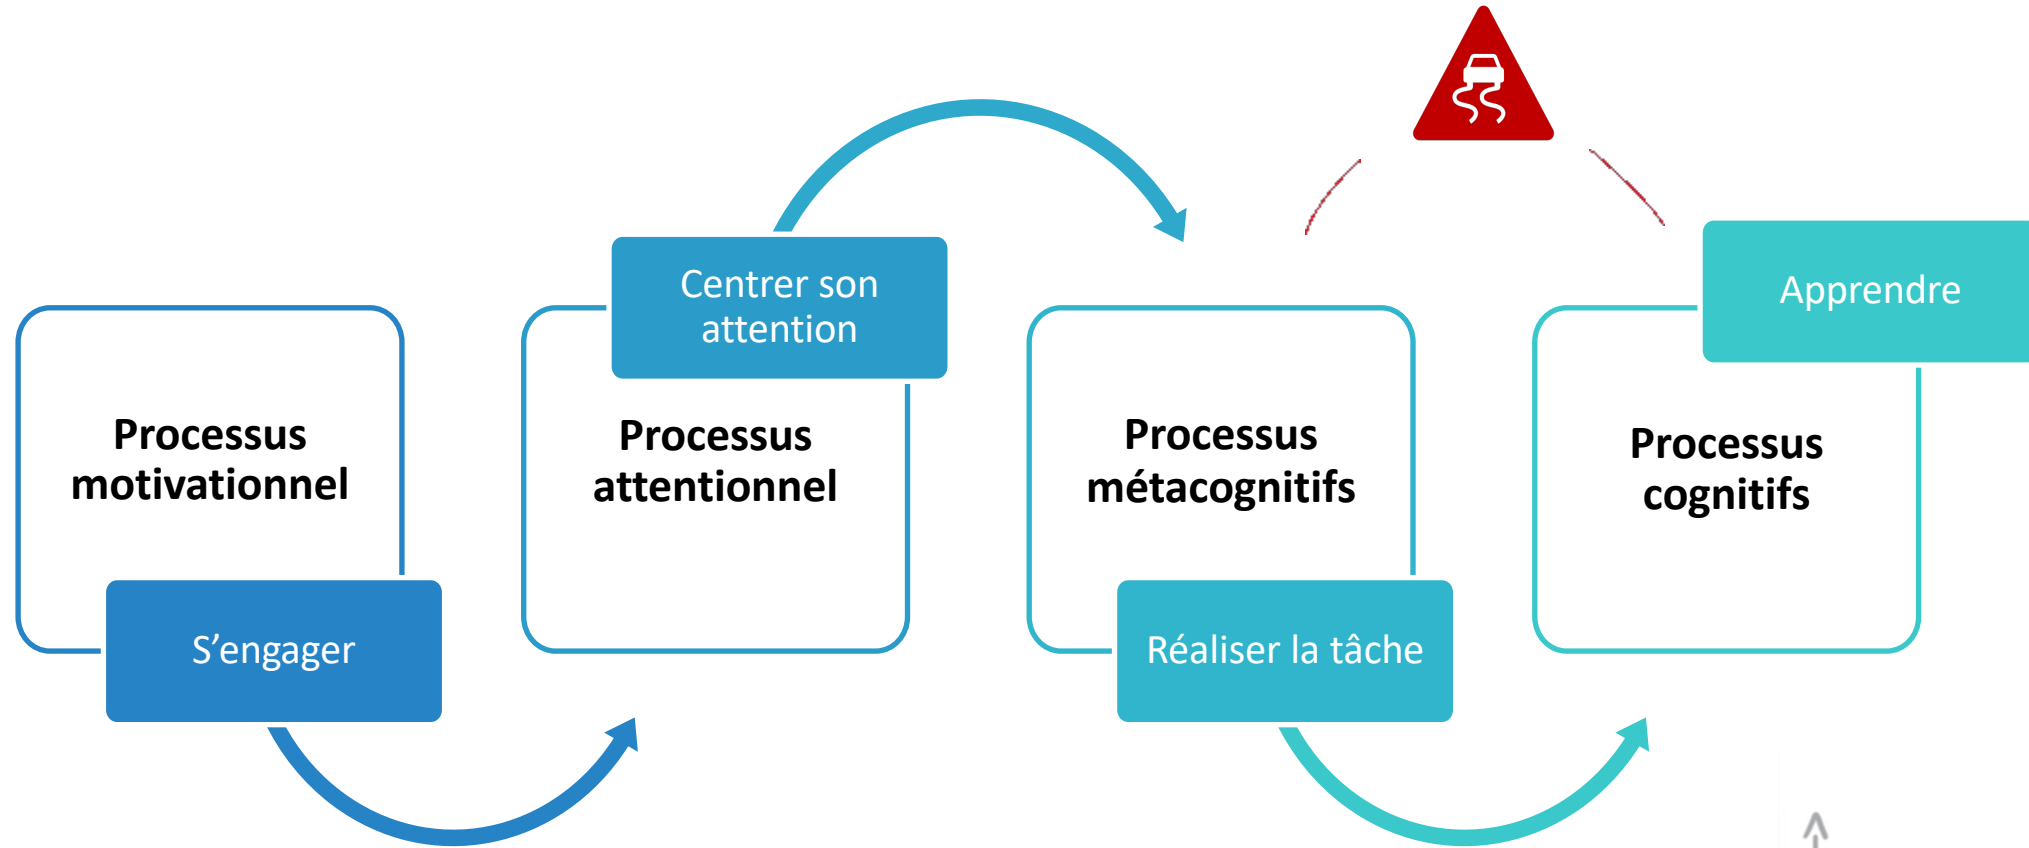 Processus
motivationnel
S’engager
Centrer son
attention
Processus
attentionnel
Processus
métacognitifs
Réaliser la tâche
Apprendre
Processus
cognitifs